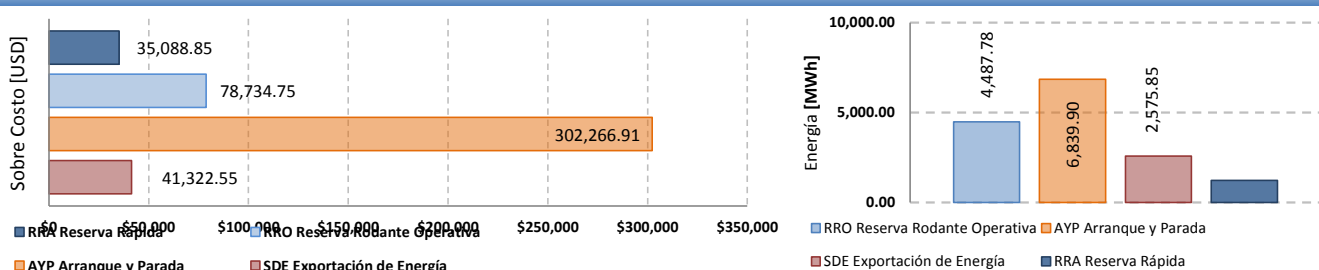 Sobre Costo [USD]
35,088.85
78,734.75
302,266.91
41,322.55
$0 $50,000 $100,000 $150,000 $200,000 $250,000 $300,000 $350,000
RRA Reserva Rápida RRO Reserva Rodante Operativa
AYP Arranque y Parada SDE Exportación de Energía
Energía [MWh]
10,000.00
5,000.00
0.00
4,487.78
6,839.90
2,575.85
RRO Reserva Rodante Operativa AYP Arranque y Parada
SDE Exportación de Energía RRA Reserva Rápida